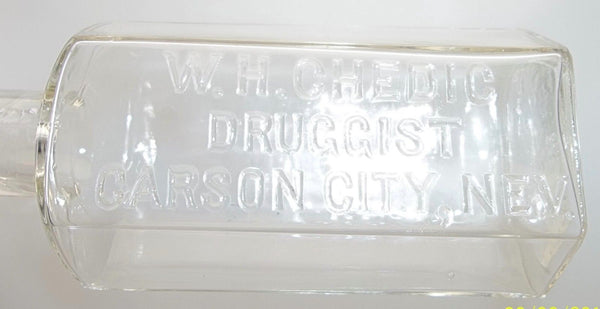 W.H. CHEDIC
DRUGGIST
CARSON CITY, NEV.